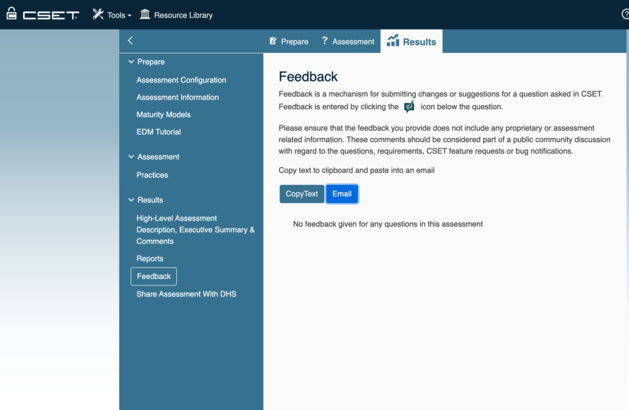 CSET Tools Resource Library
Prepare ? Assessment Results
Prepare
Assessment Configuration
Assessment Information
Maturity Models
EDM Tutorial
Assessment
Practices
Results
High-Level Assessment
Description, Executive Summary &
Comments
Reports
Feedback
Share Assessment With DHS
Feedback
Feedback is a mechanism for submitting changes or suggestions for a question asked in CSET.
Feedback is entered by clicking the icon below the question.
Please ensure that the feedback you provide does not include any proprietary or assessment
related information. These comments should be considered part of a public community discussion
with regard to the questions, requirements, CSET feature requests or bug notifications.
Copy text to clipboard and paste into an email
CopyText Email
No feedback given for any questions in this assessment